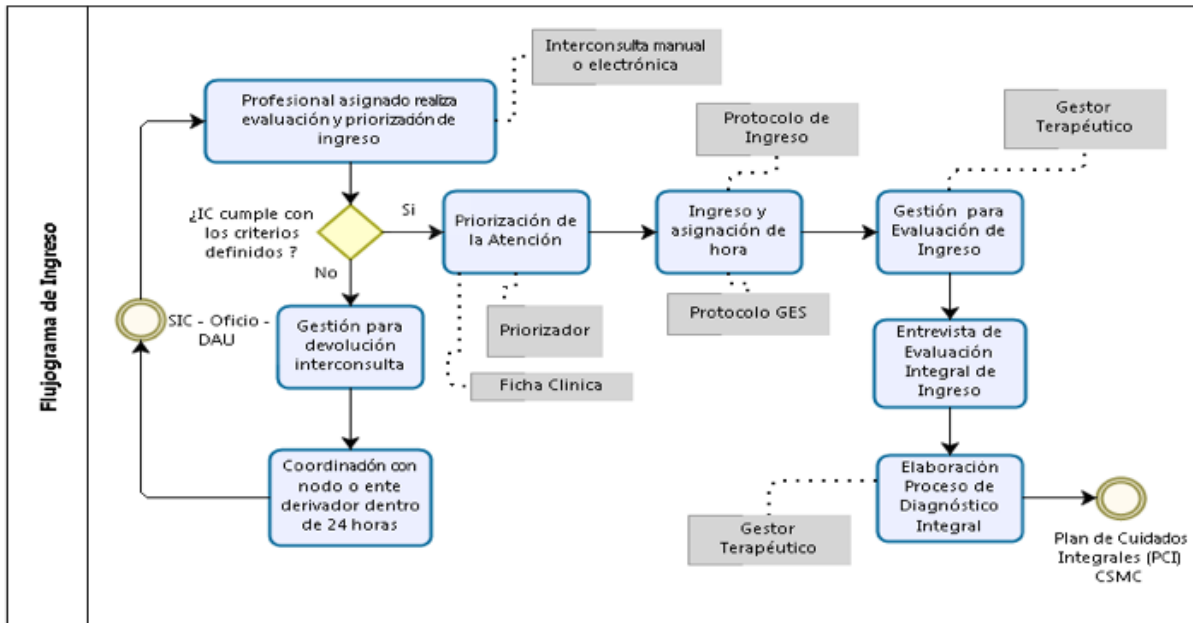 Flujograma de Ingreso
Interconsulta manual
o electrónica
Profesional asignado realiza
evaluación y priorización de
ingreso
Protocolo de
Ingreso
Gestor
Terapéutico
¿IC cumple con
los criterios
definidos ?
Si
No
Priorización de
la Atención
Ingreso y
asignación de
hora
Gestión para
Evaluación de
Ingreso
SIC - Oficio -
DAU
Gestión para
devolución
interconsulta
Priorizador
Ficha Clinica
Protocolo GES
Entrevista de
Evaluación
Integral de
Ingreso
Coordinación con
nodo o ente
derivador dentro
de 24 horas
Elaboración
Proceso de
Diagnóstico
Integral
Gestor
Terapéutico
Plan de Cuidados
Integrales (PCI)
CSMC